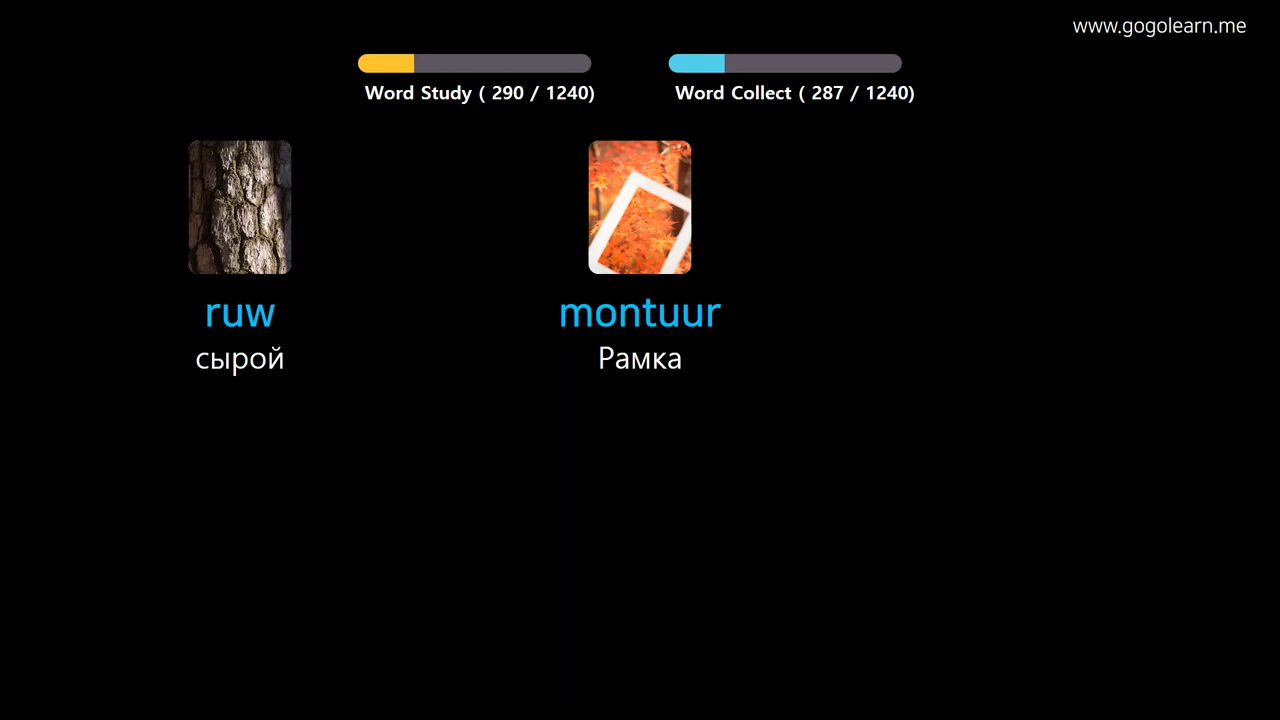 www.gogolearn.me
Word Study ( 290 / 1240)
Word Collect ( 287 / 1240)
ruw
montuur
сырой
Рамка